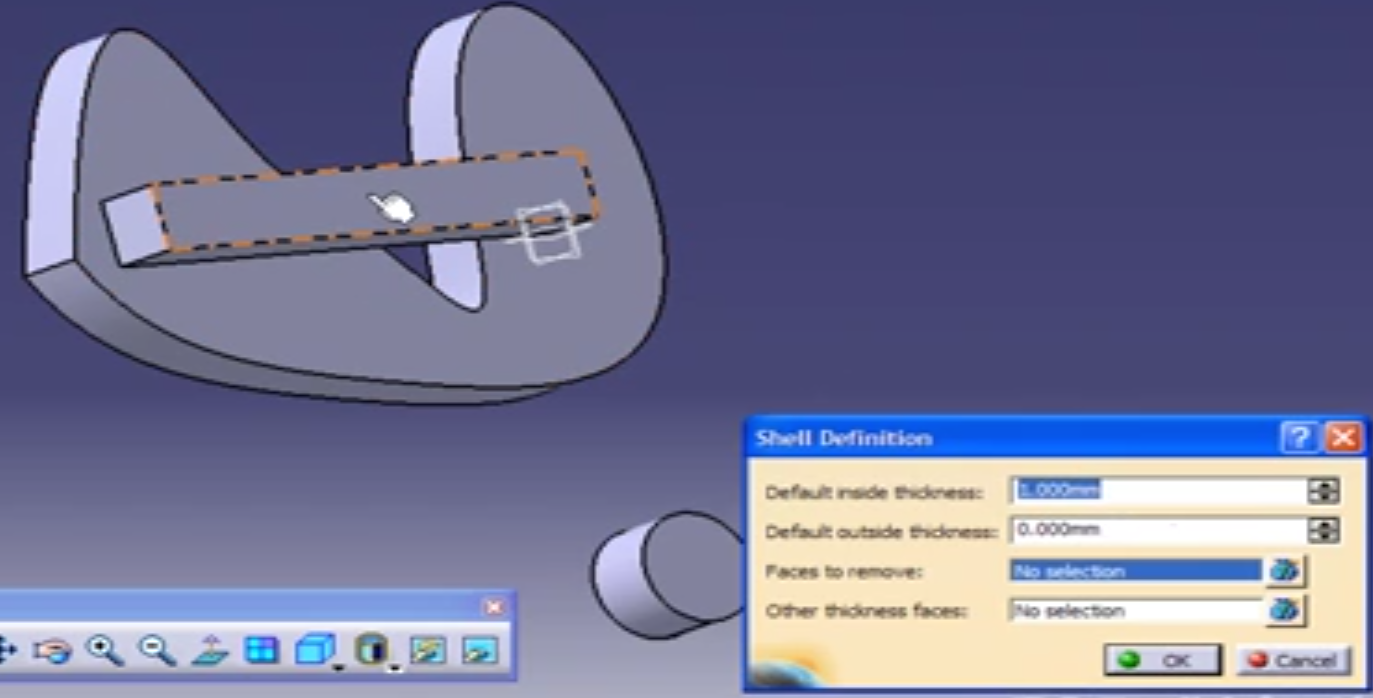 Shell Definition
Default inside thickness: 1.000mm
Default outside thickness: 0.000mm
Faces to remove: No selection
Other thickness faces: No selection
OK Cancel